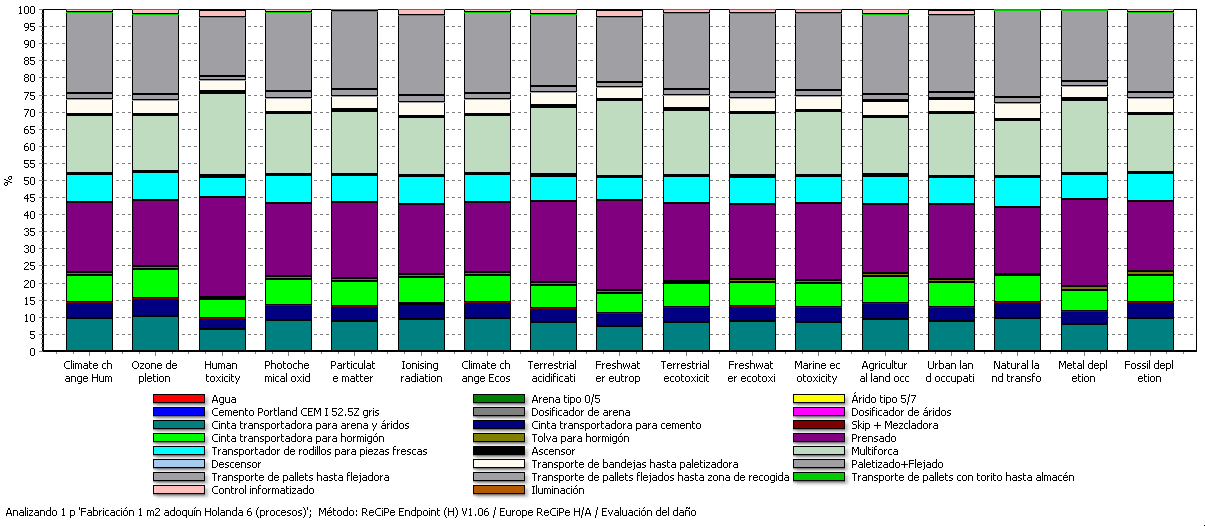 100
95
90
85
80
75
70
65
60
55
50
45
40
35
30
25
20
15
10
5
0
%
Climate ch Ozone de Human Photoche Particulat Ionising Climate ch Terrestrial Freshwat Terrestrial Freshwat Marine ec Agricultur Urban lan Natural la Metal depl Fossil depl
ange Hum pletion toxicity mical oxid e matter radiation ange Ecos acidificati er eutrop ecotoxicit er ecotoxi otoxicity al land occ d occupati nd transfo etion etion
Agua Arena tipo 0/5 Árido tipo 5/7
Cemento Portland CEM I 52.5Z gris Dosificador de arena Dosificador de áridos
Cinta transportadora para arena y áridos Cinta transportadora para cemento Skip + Mezcladora
Cinta transportadora para hormigón Tolva para hormigón Prensado
Transportador de rodillos para piezas frescas Ascensor Multiforca
Descensor Transporte de bandejas hasta paletizadora Paletizado+Flejado
Transporte de pallets hasta flejadora Transporte de pallets flejados hasta zona de recogida Transporte de pallets con torito hasta almacén
Control informatizado Iluminación
Analizando 1 p 'Fabricación 1 m2 adoquín Holanda 6 (procesos)'; Método: ReCiPe Endpoint (H) V1.06 / Europe ReCiPe H/A / Evaluación del daño